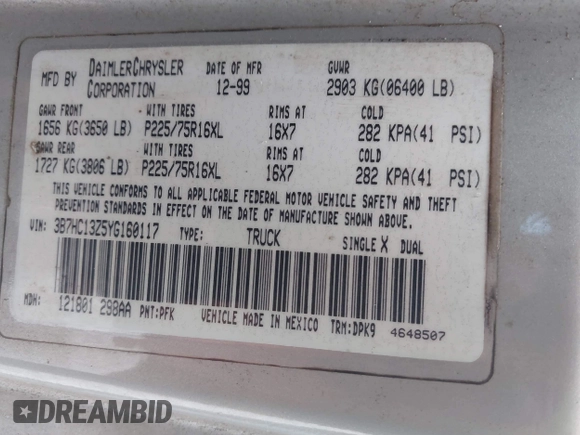 MFD BY DAIMLERCHRYSLER CORPORATION DATE OF MFR 12-99 GVWR 2903 KG(06400 LB)
GAWR FRONT WITH TIRES RIMS AT COLD
1656 KG(3650 LB) P225/75R16XL 16X7 282 KPA(41 PSI)
GAWR REAR WITH TIRES RIMS AT COLD
1727 KG(3806 LB) P225/75R16XL 16X7 282 KPA(41 PSI)
THIS VEHICLE CONFORMS TO ALL APPLICABLE FEDERAL MOTOR VEHICLE SAFETY AND THEFT
PREVENTION STANDARDS IN EFFECT ON THE DATE OF MANUFACTURE SHOWN ABOVE.
VIN: 3B7HC13Z5YG160117 TYPE: TRUCK SINGLE X DUAL
MDH: 121801 298AA PNT:PFK VEHICLE MADE IN MEXICO TRM:DPK9 4648507
DREAMBID